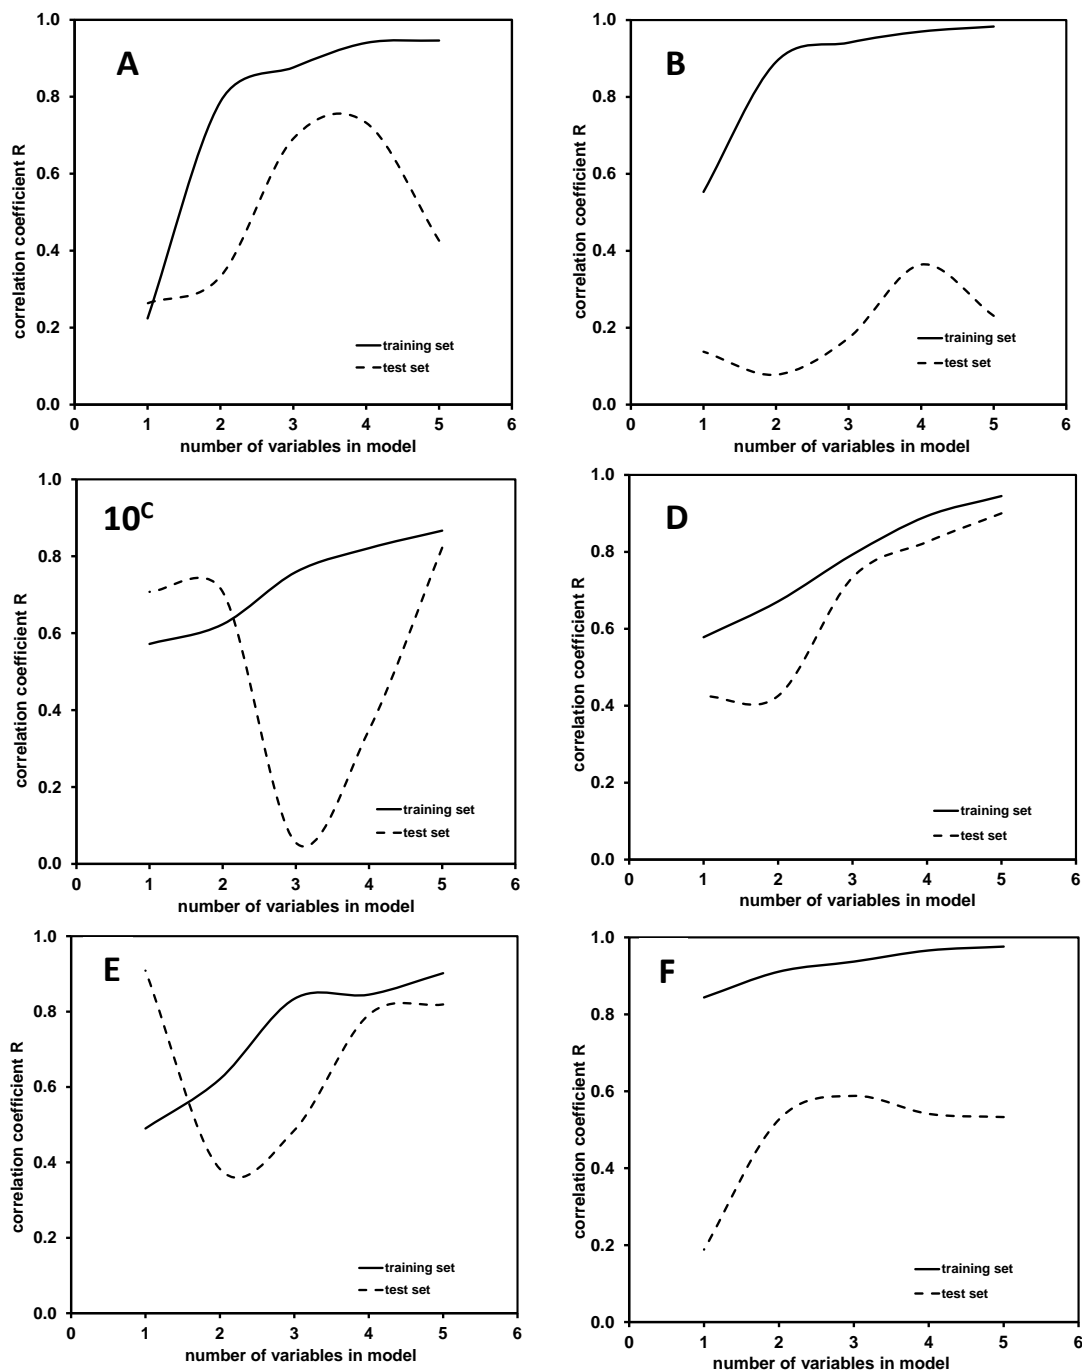 A
1.0
0.8
0.6
0.4
0.2
0.0
correlation coefficient R
training set
test set
0 1 2 3 4 5 6
number of variables in model
B
1.0
0.8
0.6
0.4
0.2
0.0
correlation coefficient R
training set
test set
0 1 2 3 4 5 6
number of variables in model
10C
1.0
0.8
0.6
0.4
0.2
0.0
correlation coefficient R
training set
test set
0 1 2 3 4 5 6
number of variables in model
D
1.0
0.8
0.6
0.4
0.2
0.0
correlation coefficient R
training set
test set
0 1 2 3 4 5 6
number of variables in model
E
1.0
0.8
0.6
0.4
0.2
0.0
correlation coefficient R
training set
test set
0 1 2 3 4 5 6
number of variables in model
F
1.0
0.8
0.6
0.4
0.2
0.0
correlation coefficient R
training set
test set
0 1 2 3 4 5 6
number of variables in model